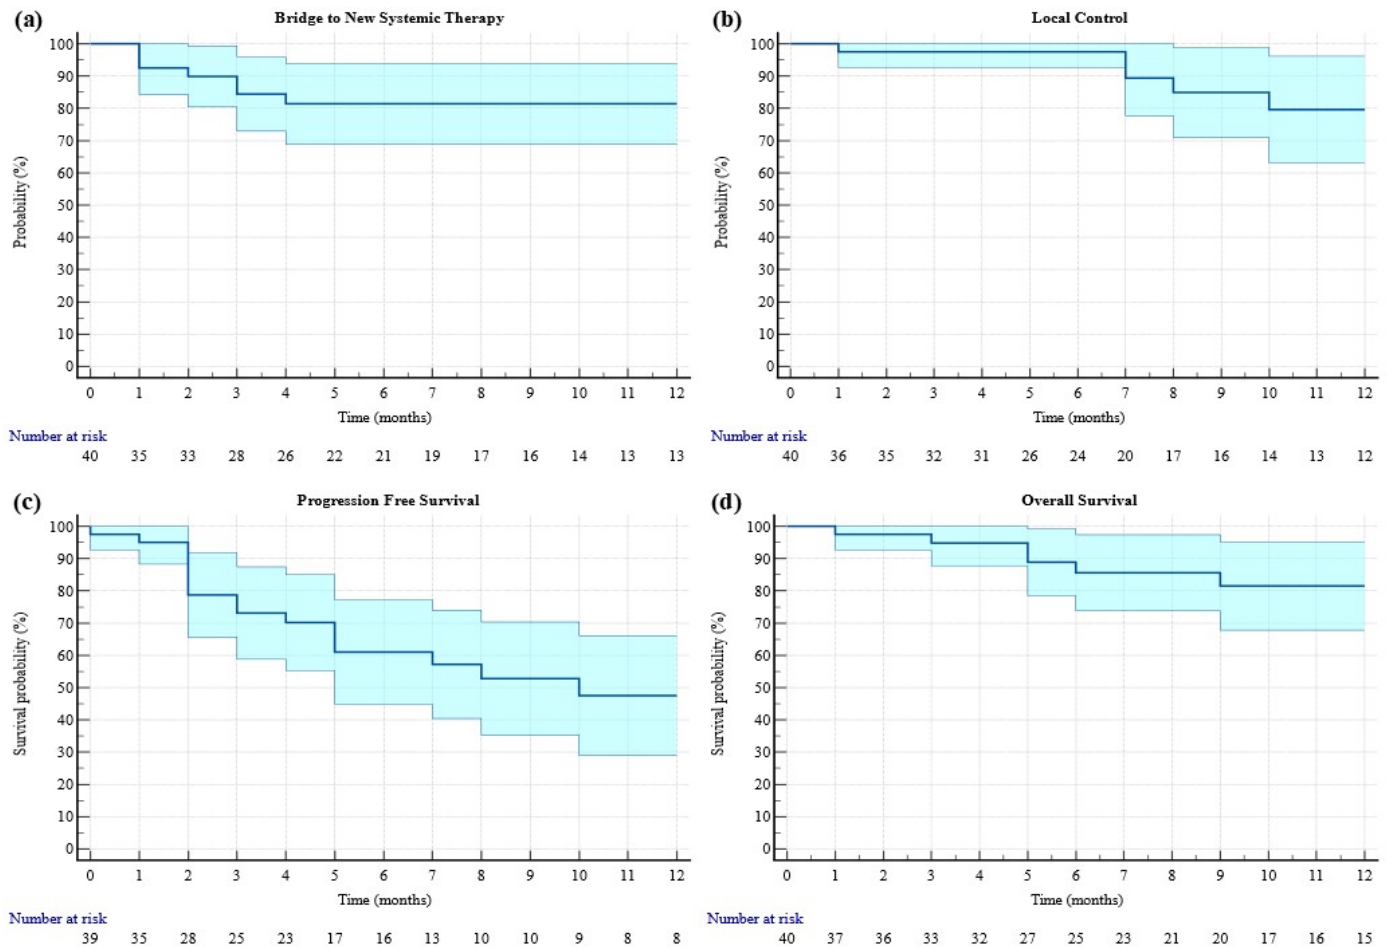 (a) Bridge to New Systemic Therapy
Probability (%)
100
90
80
70
60
50
40
30
20
10
0
0 1 2 3 4 5 6 7 8 9 10 11 12
Time (months)
Number at risk
40 35 33 28 26 22 21 19 17 16 14 13 13
(b) Local Control
Probability (%)
100
90
80
70
60
50
40
30
20
10
0
0 1 2 3 4 5 6 7 8 9 10 11 12
Time (months)
Number at risk
40 36 35 32 31 26 24 20 17 16 14 13 12
(c) Progression Free Survival
Survival probability (%)
100
90
80
70
60
50
40
30
20
10
0
0 1 2 3 4 5 6 7 8 9 10 11 12
Time (months)
Number at risk
39 35 28 25 23 17 16 13 10 10 9 8 8
(d) Overall Survival
Survival probability (%)
100
90
80
70
60
50
40
30
20
10
0
0 1 2 3 4 5 6 7 8 9 10 11 12
Time (months)
Number at risk
40 37 36 33 32 27 25 23 21 20 17 16 15